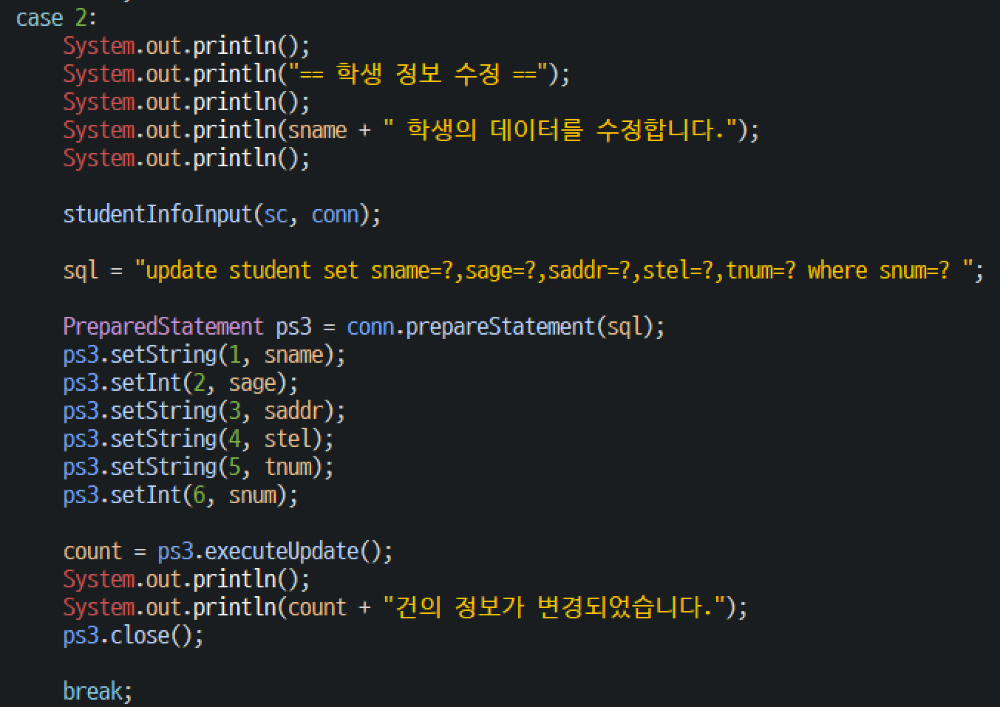 case 2:
System.out.println();
System.out.println("== 학생 정보 수정 ==");
System.out.println();
System.out.println(sname + " 학생의 데이터를 수정합니다.");
System.out.println();
studentInfoInput(sc, conn);
sql = "update student set sname=?,sage=?,saddr=?,stel=?,tnum=? where snum=? ";
PreparedStatement ps3 = conn.prepareStatement(sql);
ps3.setString(1, sname);
ps3.setInt(2, sage);
ps3.setString(3, saddr);
ps3.setString(4, stel);
ps3.setString(5, tnum);
ps3.setInt(6, snum);
count = ps3.executeUpdate();
System.out.println();
System.out.println(count + "건의 정보가 변경되었습니다.");
ps3.close();
break;